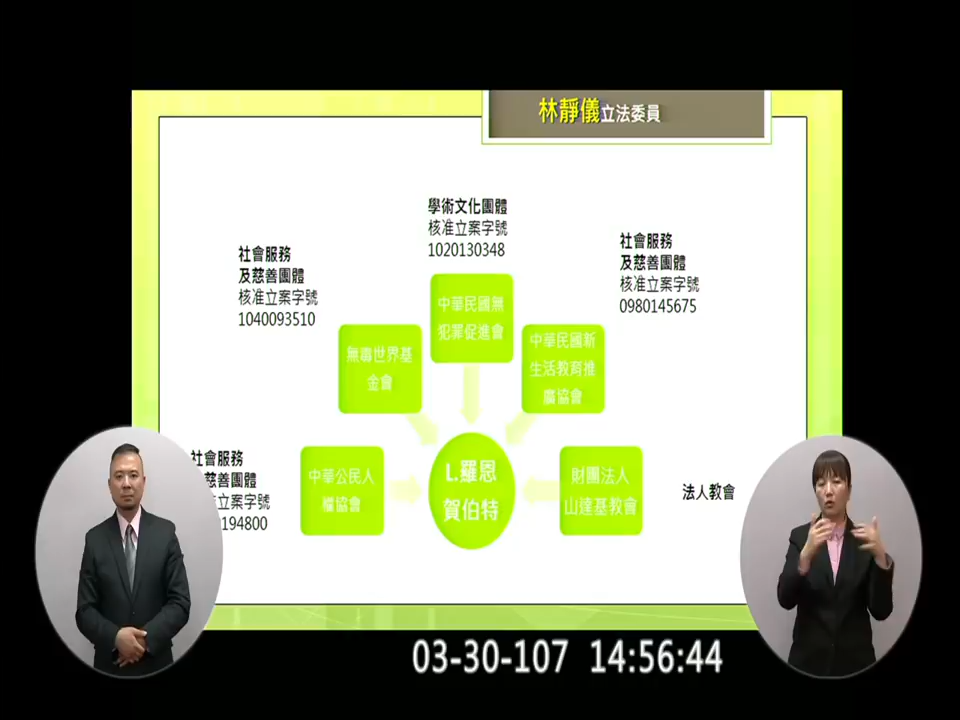 林靜儀立法委員
學術文化團體
核准立案字號
1020130348
社會服務
及慈善團體
核准立案字號
1040093510
社會服務
及慈善團體
核准立案字號
0980145675
中華民國無
犯罪促進會
無毒世界基
金會
中華民國新
生活教育推
廣協會
社會服務
慈善團體
立案字號
194800
中華公民人
權協會
L.羅恩
賀伯特
財團法人
山達基教會
法人教會
03-30-107 14:56:44